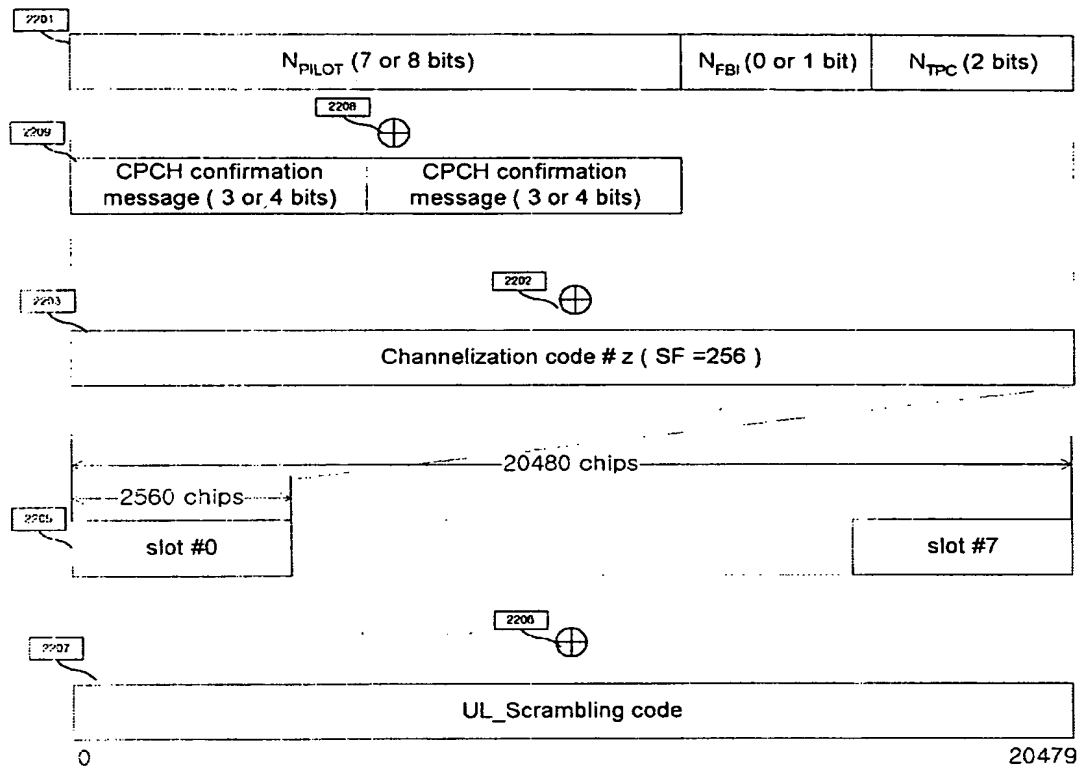 2201
N_PILOT (7 or 8 bits) N_FBI (0 or 1 bit) N_TPC (2 bits)
2208
2209
CPCH confirmation message ( 3 or 4 bits) CPCH confirmation message ( 3 or 4 bits)
2202
2203
Channelization code # z ( SF =256 )
20480 chips
2560 chips
2205
slot #0 slot #7
2206
2207
UL_Scrambling code
0 20479